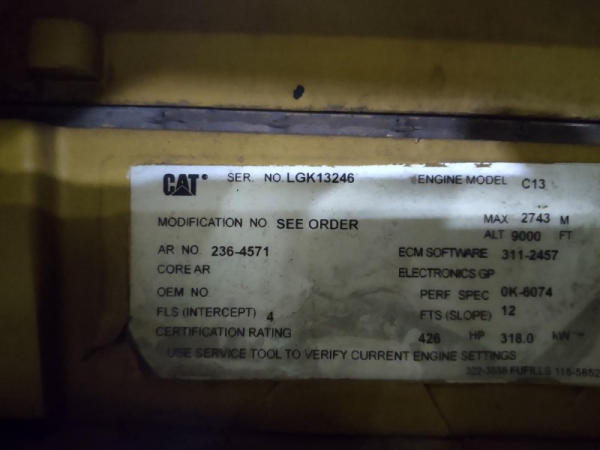 CAT SER. NO LGK13246 ENGINE MODEL C13
MODIFICATION NO SEE ORDER MAX 2743 M
ALT 9000 FT
AR NO. 236-4571 ECM SOFTWARE 311-2457
CORE AR ELECTRONICS GP
OEM NO PERF SPEC 0K-6074
FLS (INTERCEPT) 4 FTS (SLOPE) 12
CERTIFICATION RATING 426 HP 318.0 kW
USE SERVICE TOOL TO VERIFY CURRENT ENGINE SETTINGS
FUFILLS